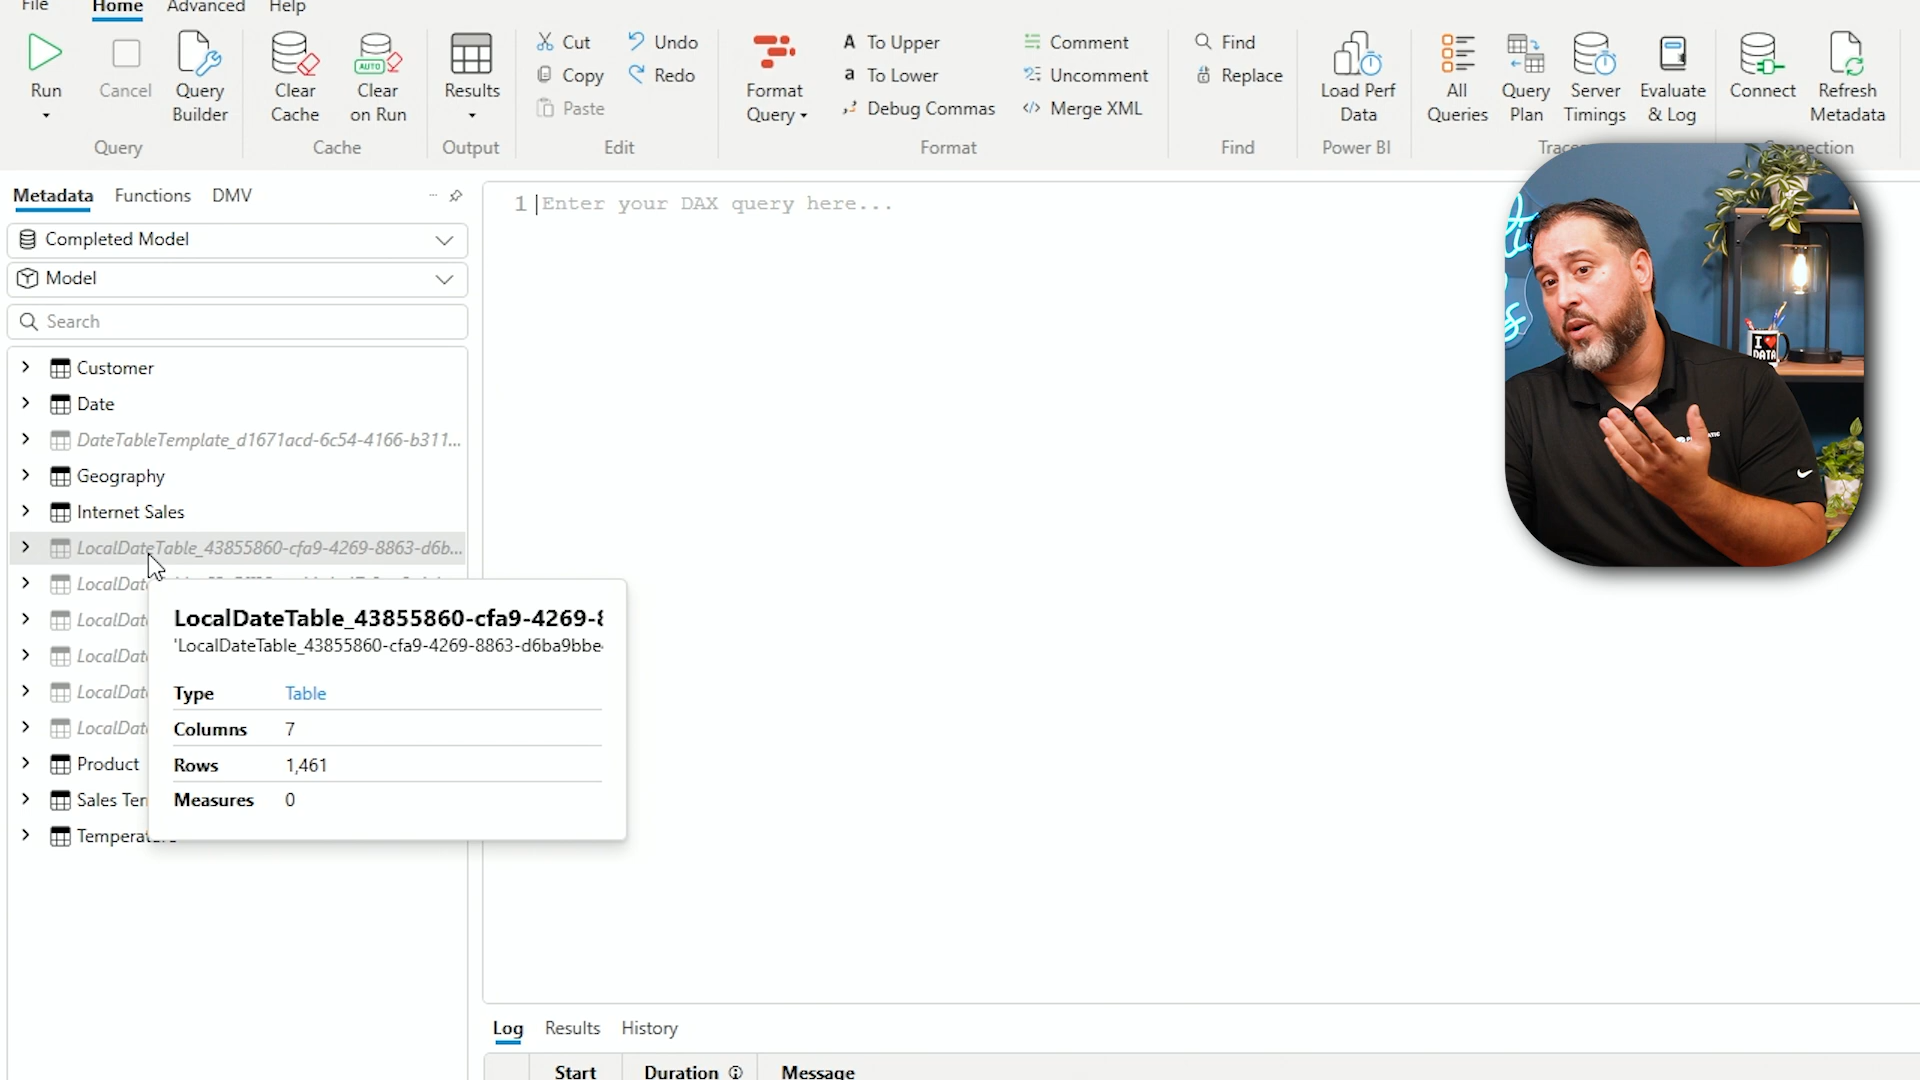 File Home Advanced Help
Run
Cancel
Query Builder
Query
Clear Cache
AUTO
Clear on Run
Cache
Results
Output
Cut
Copy
Paste
Undo
Redo
Edit
Format Query
A To Upper
a To Lower
Debug Commas
Comment
Uncomment
Merge XML
Format
Find
Replace
Find
Load Perf Data
Power BI
All Queries
Query Plan
Server Timings
Evaluate & Log
Connect
Refresh Metadata
Metadata Functions DMV
Completed Model
Model
Search
Customer
Date
DateTableTemplate_d1671acd-6c54-4166-b311...
Geography
Internet Sales
LocalDateTable_43855860-cfa9-4269-8863-d6b...
LocalDat
LocalDat
LocalDat
LocalDat
LocalDat
Product
Sales Ter
Temperature
LocalDateTable_43855860-cfa9-4269-8
'LocalDateTable_43855860-cfa9-4269-8863-d6ba9bbe
Type Table
Columns 7
Rows 1,461
Measures 0
1 Enter your DAX query here...
I ♥ DATA
Log Results History
Start Duration Message